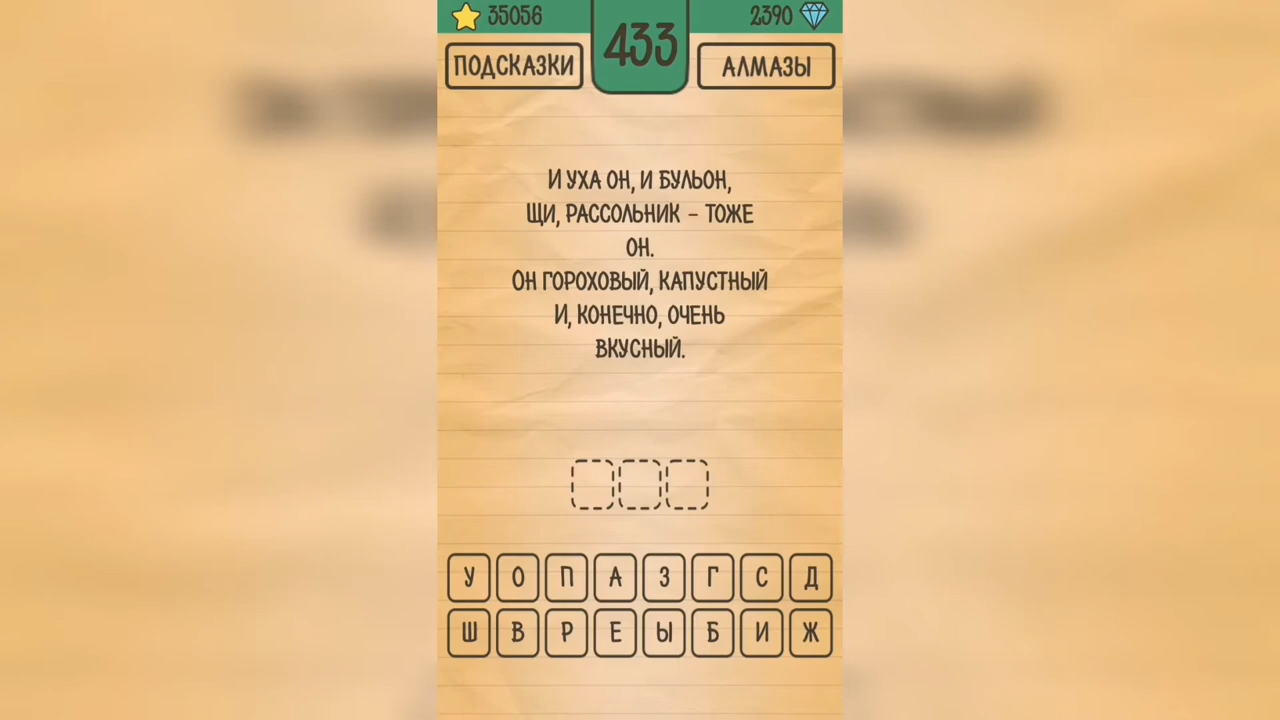 35056
433
2390
ПОДСКАЗКИ
АЛМАЗЫ
И УХА ОН, И БУЛЬОН,
ЩИ, РАССОЛЬНИК – ТОЖЕ
ОН.
ОН ГОРОХОВЫЙ, КАПУСТНЫЙ
И, КОНЕЧНО, ОЧЕНЬ
ВКУСНЫЙ.
У О П А З Г С Д
Ш В Р Е Ы Б И Ж